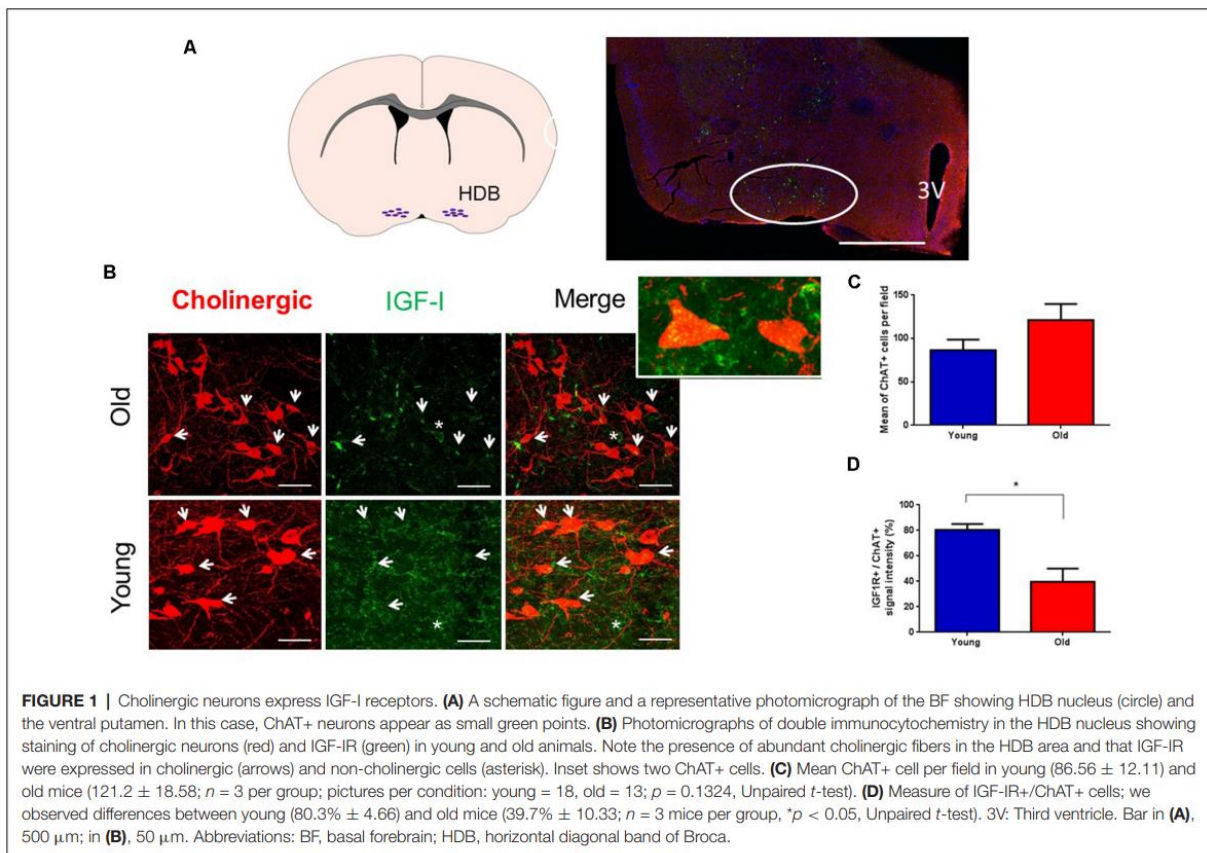 A
HDB
3V
B
Cholinergic
IGF-I
Merge
Old
*
*
Young
*
*
C
Mean of ChAT+ cells per field
150
100
50
0
Young
Old
D
*
IGF1R+ / ChAT+
signal intensity (%)
100
80
60
40
20
0
Young
Old
FIGURE 1 | Cholinergic neurons express IGF-I receptors. (A) A schematic figure and a representative photomicrograph of the BF showing HDB nucleus (circle) and
the ventral putamen. In this case, ChAT+ neurons appear as small green points. (B) Photomicrographs of double immunocytochemistry in the HDB nucleus showing
staining of cholinergic neurons (red) and IGF-IR (green) in young and old animals. Note the presence of abundant cholinergic fibers in the HDB area and that IGF-IR
were expressed in cholinergic (arrows) and non-cholinergic cells (asterisk). Inset shows two ChAT+ cells. (C) Mean ChAT+ cell per field in young (86.56 ± 12.11) and
old mice (121.2 ± 18.58; n = 3 per group; pictures per condition: young = 18, old = 13; p = 0.1324, Unpaired t-test). (D) Measure of IGF-IR+/ChAT+ cells; we
observed differences between young (80.3% ± 4.66) and old mice (39.7% ± 10.33; n = 3 mice per group, *p < 0.05, Unpaired t-test). 3V: Third ventricle. Bar in (A),
500 μm; in (B), 50 μm. Abbreviations: BF, basal forebrain; HDB, horizontal diagonal band of Broca.